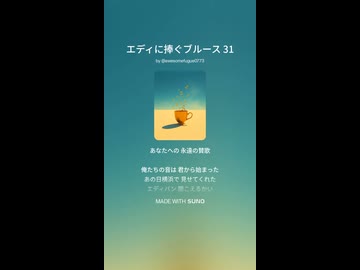 エディに捧ぐブルース 31
by @awesomefugue0773
あなたへの 永遠の賛歌
俺たちの音は 君から始まった
あの日横浜で 見せてくれた
エディバン 聴こえるかい
MADE WITH SUNO